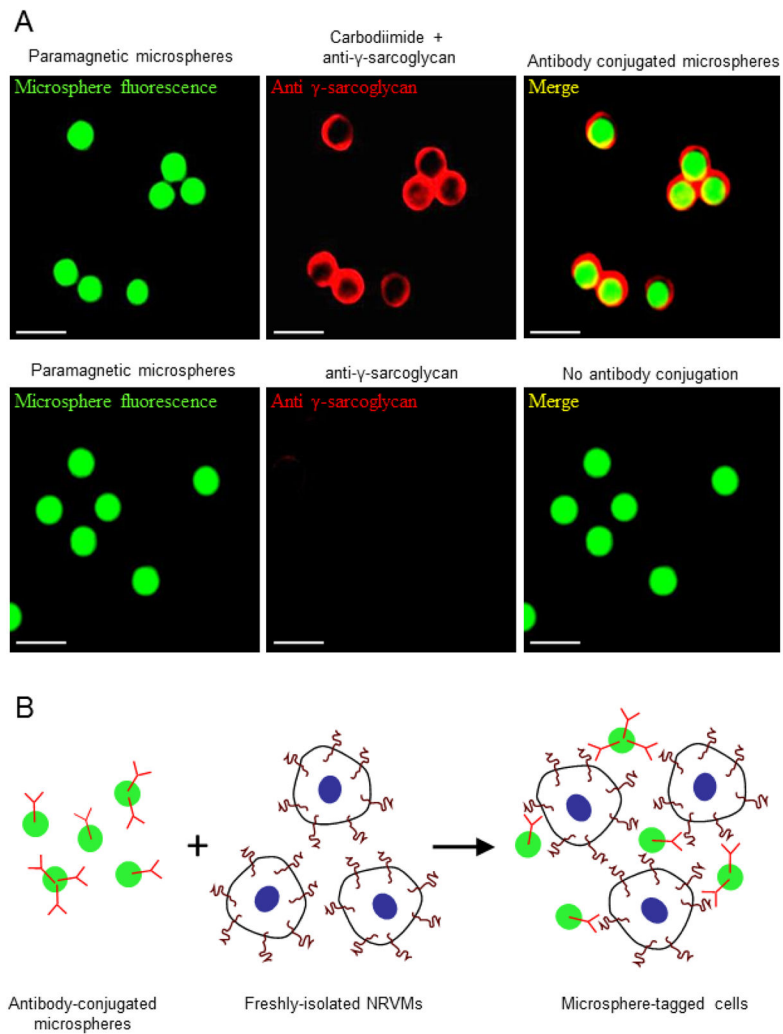 A
Paramagnetic microspheres
Carbodiimide +
anti-γ-sarcoglycan
Antibody conjugated microspheres
Microsphere fluorescence
Anti γ-sarcoglycan
Merge
Paramagnetic microspheres
anti-γ-sarcoglycan
No antibody conjugation
Microsphere fluorescence
Anti γ-sarcoglycan
Merge
B
+
Antibody-conjugated
microspheres
Freshly-isolated NRVMs
Microsphere-tagged cells